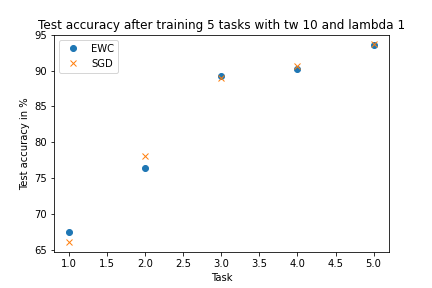 Test accuracy after training 5 tasks with tw 10 and lambda 1
EWC
SGD
Test accuracy in %
95
90
85
80
75
70
65
1.0 1.5 2.0 2.5 3.0 3.5 4.0 4.5 5.0
Task